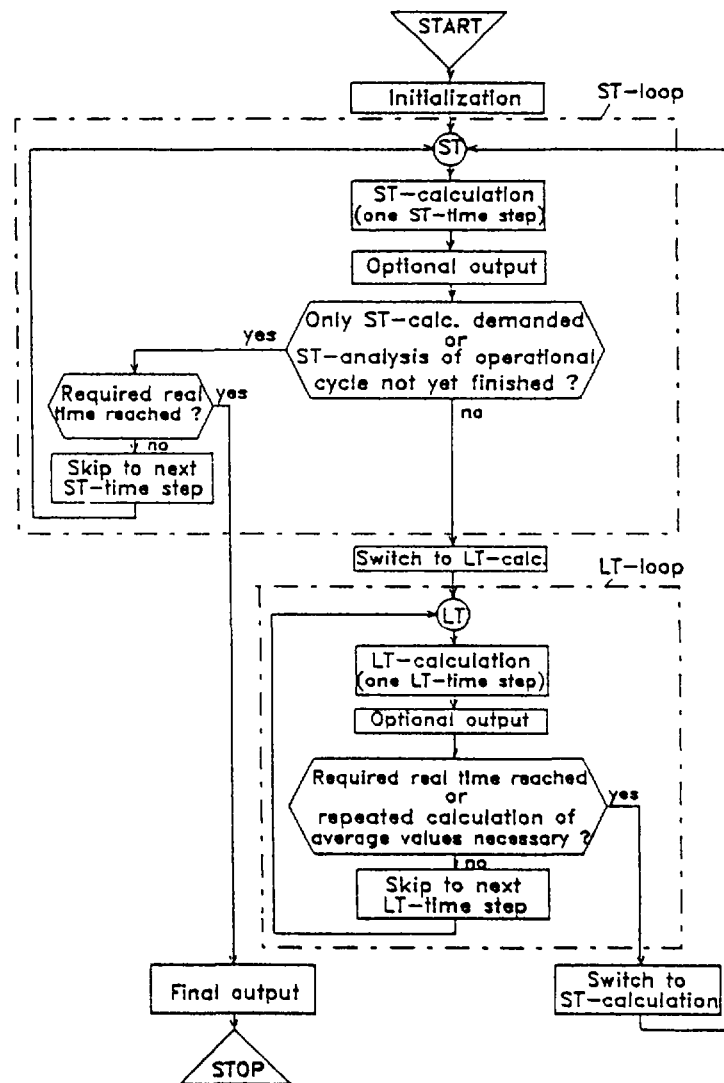 START
Initialization
ST-loop
ST
ST-calculation
(one ST-time step)
Optional output
Only ST-calc. demanded
or
ST-analysis of operational
cycle not yet finished ?
yes
no
Required real
time reached ?
yes
no
Skip to next
ST-time step
Switch to LT-calc.
LT-loop
LT
LT-calculation
(one LT-time step)
Optional output
Required real time reached
or
repeated calculation of
average values necessary ?
yes
no
Skip to next
LT-time step
Final output
Switch to
ST-calculation
STOP